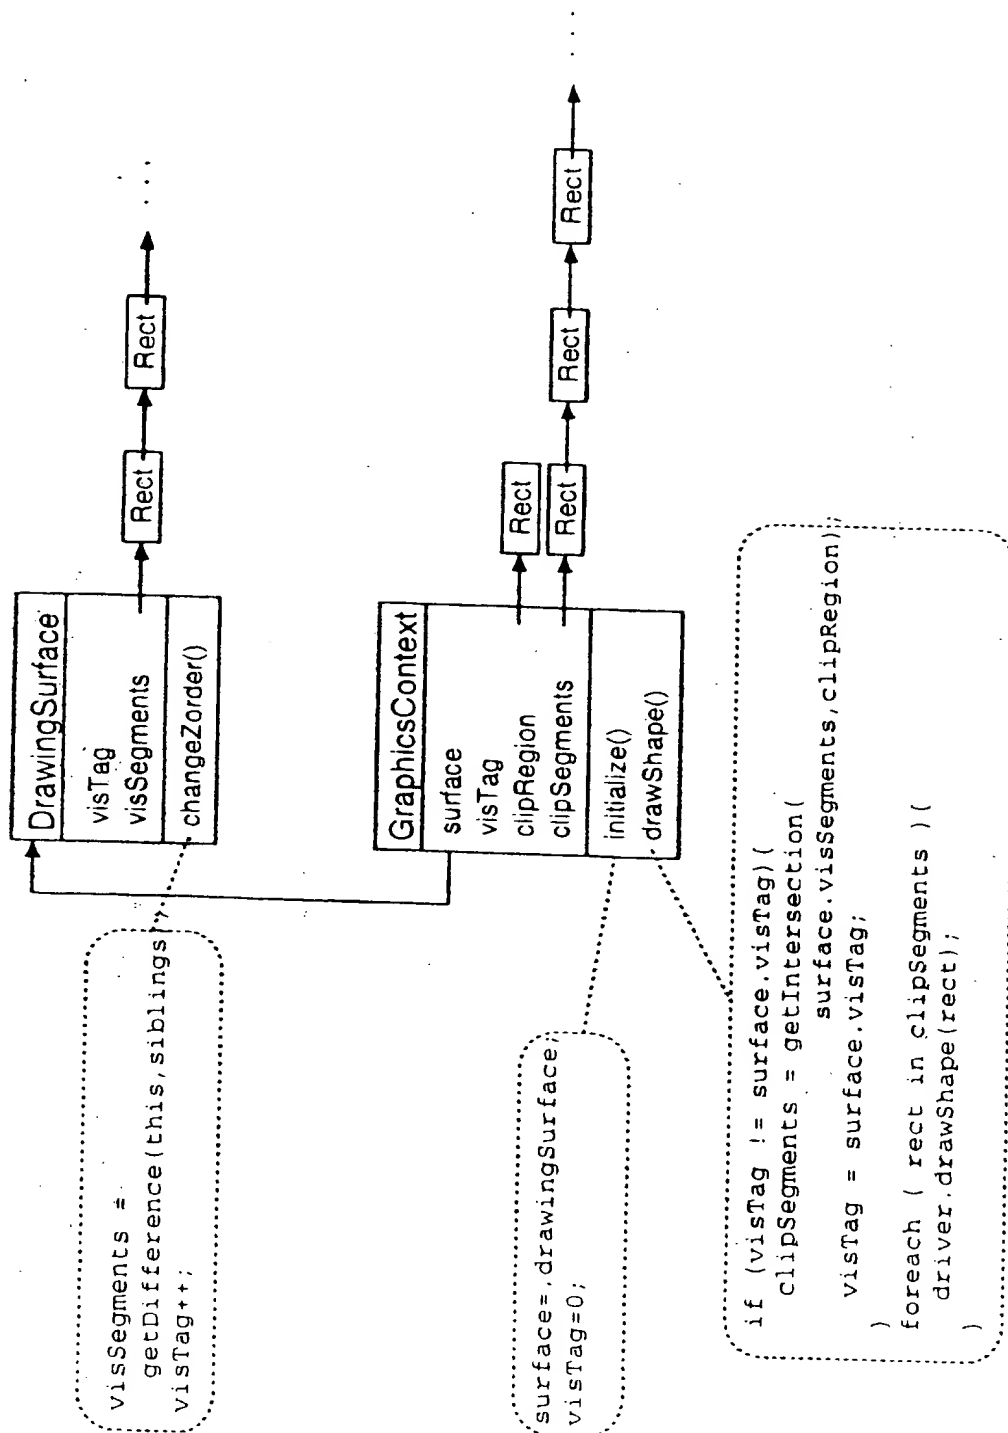 DrawingSurface
visTag
visSegments
changeZorder()
Rect
Rect
...
visSegments =
getDifference(this,siblings);
visTag++;
GraphicsContext
surface
visTag
clipRegion
clipSegments
initialize()
drawShape()
Rect
Rect
Rect
Rect
...
surface=.drawingSurface;
visTag=0;
if (visTag != surface.visTag)(
clipSegments = getIntersection(
surface.visSegments,clipRegion);
visTag = surface.visTag;
)
foreach ( rect in clipSegments )(
driver.drawShape(rect);
)